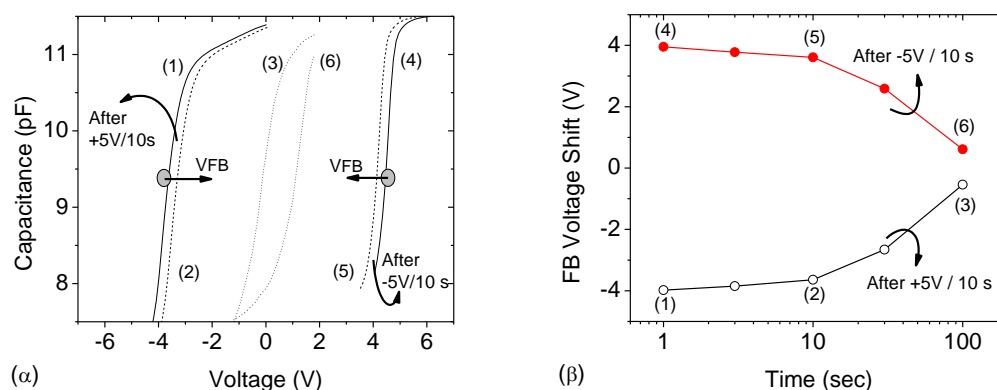 11
10
9
8
Capacitance (pF)
-6 -4 -2 0 2 4 6
Voltage (V)
(1)
(3)
(6)
(4)
After
+5V/10s
VFB
VFB
(2)
(5)
After
-5V/10 s
(α)
4
2
0
-2
-4
FB Voltage Shift (V)
1 10 100
Time (sec)
(4)
(5)
After -5V / 10 s
(6)
(3)
(1)
(2)
After +5V / 10 s
(β)